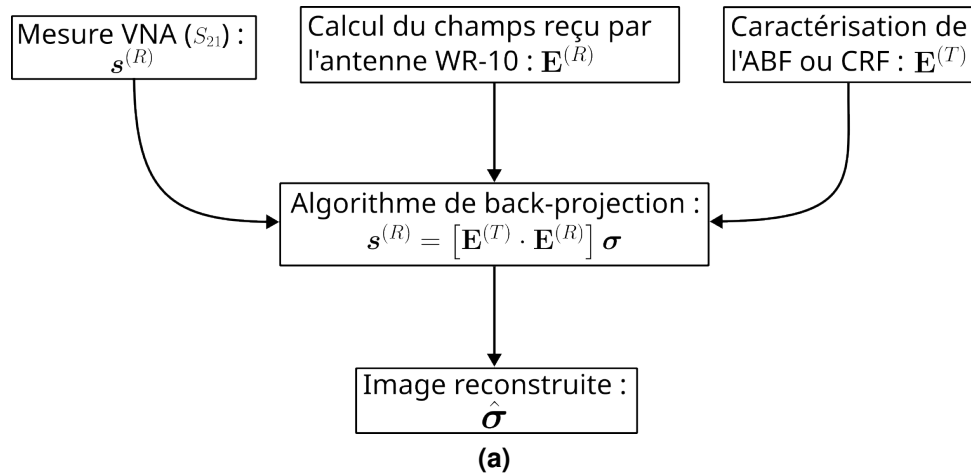 Mesure VNA (S₂₁) :
s^(R)
Calcul du champs reçu par
l'antenne WR-10 : E^(R)
Caractérisation de
l'ABF ou CRF : E^(T)
Algorithme de back-projection :
s^(R) = [E^(T) · E^(R)] σ
Image reconstruite :
σ̂
(a)